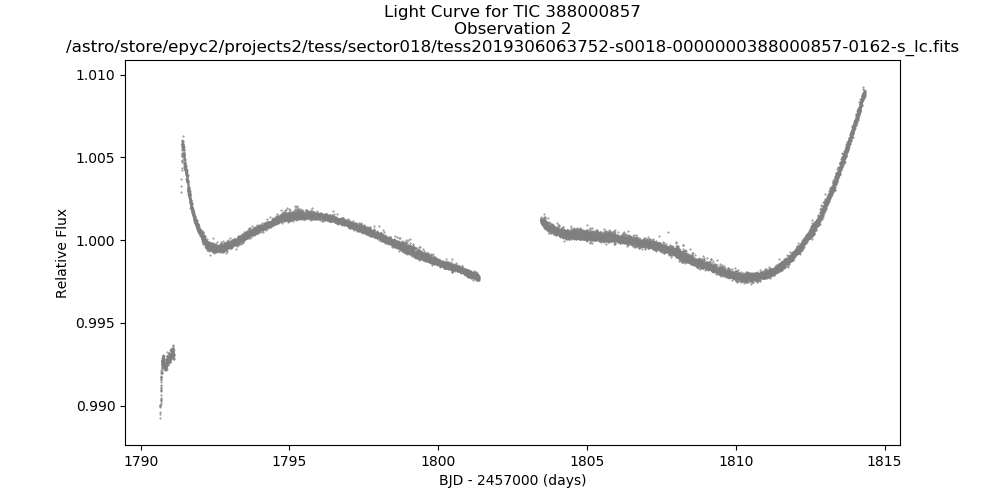 Light Curve for TIC 388000857
Observation 2
/astro/store/epyc2/projects2/tess/sector018/tess2019306063752-s0018-0000000388000857-0162-s_lc.fits
1.010
1.005
1.000
0.995
0.990
Relative Flux
1790 1795 1800 1805 1810 1815
BJD - 2457000 (days)